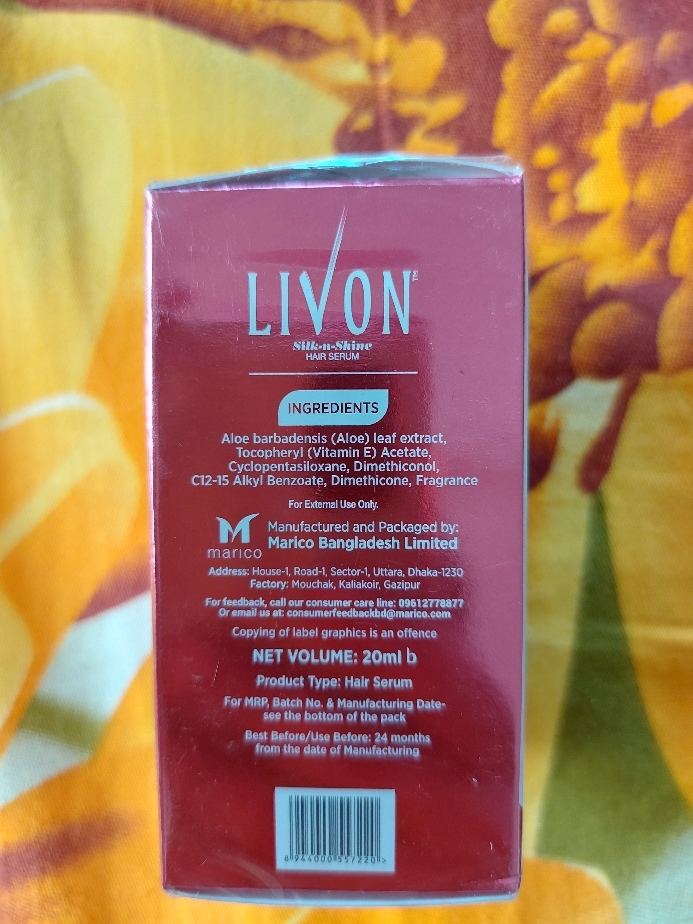 LIVON™
Silk-n-Shine
HAIR SERUM
INGREDIENTS
Aloe barbadensis (Aloe) leaf extract,
Tocopheryl (Vitamin E) Acetate,
Cyclopentasiloxane, Dimethiconol,
C12-15 Alkyl Benzoate, Dimethicone, Fragrance
For External Use Only.
marico
Manufactured and Packaged by:
Marico Bangladesh Limited
Address: House-1, Road-1, Sector-1, Uttara, Dhaka-1230
Factory: Mouchak, Kaliakoir, Gazipur
For feedback, call our consumer care line: 09612778877
Or email us at: consumerfeedbackbd@marico.com
Copying of label graphics is an offence
NET VOLUME: 20ml b
Product Type: Hair Serum
For MRP, Batch No. & Manufacturing Date-
see the bottom of the pack
Best Before/Use Before: 24 months
from the date of Manufacturing
8 944000 557220 >